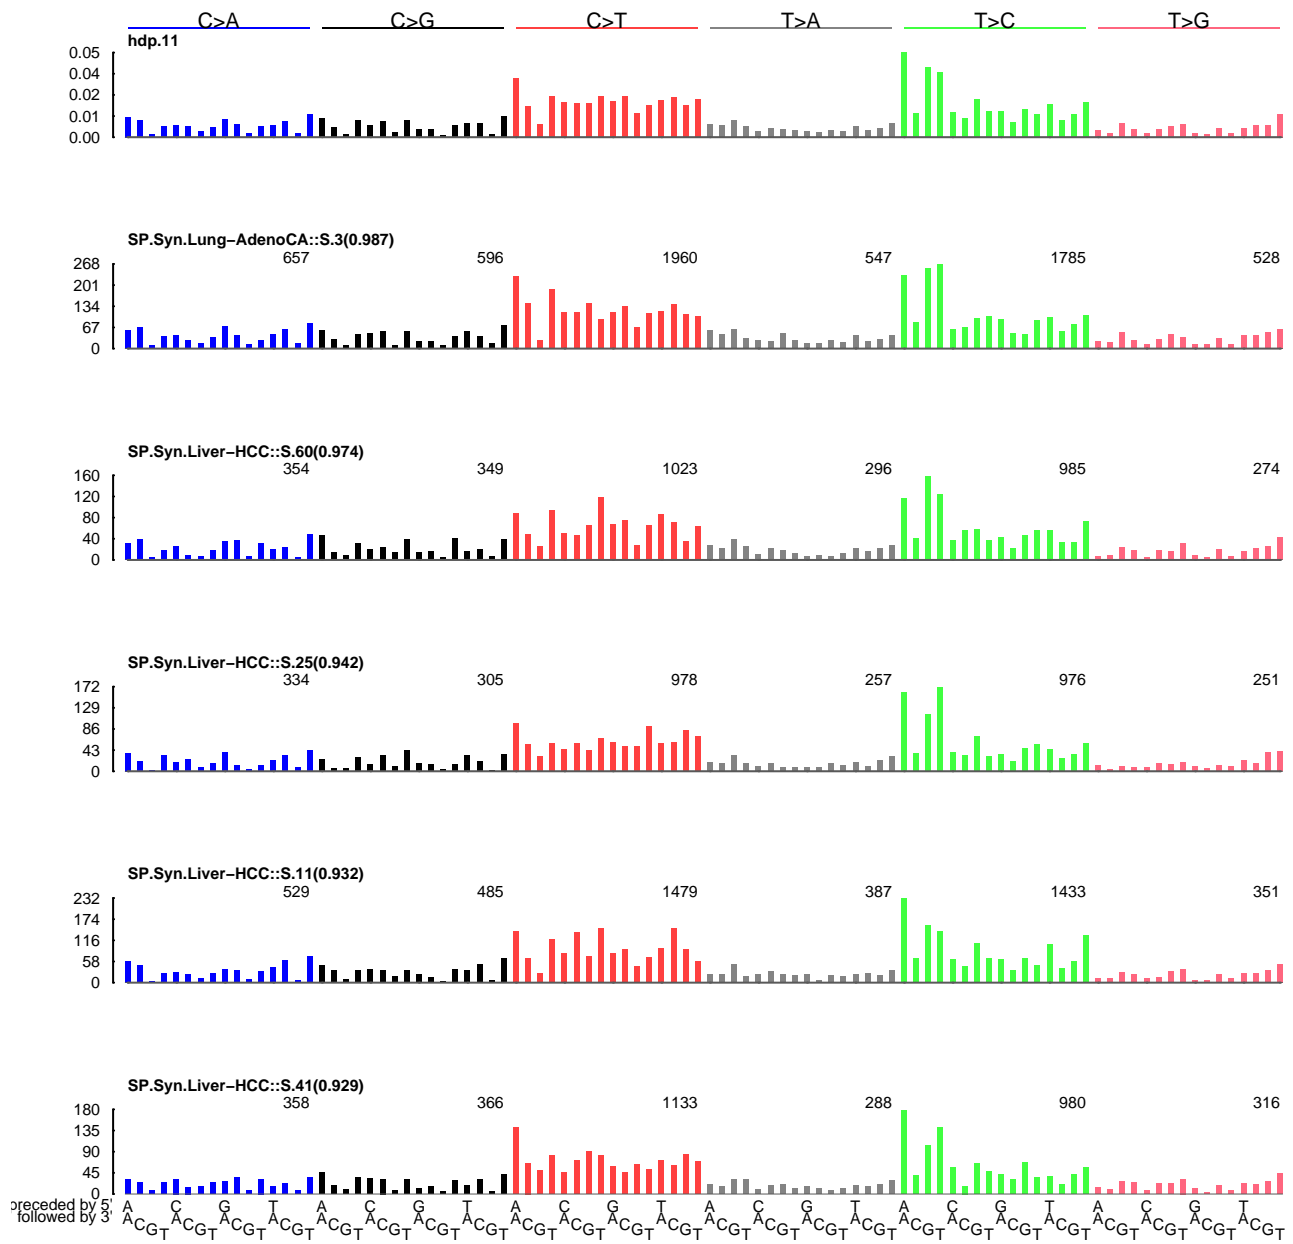 C>A C>G C>T T>A T>C T>G
hdp.11
0.05
0.04
0.02
0.01
0.00
SP.Syn.Lung−AdenoCA::S.3(0.987)
657 596 1960 547 1785 528
268
201
134
67
0
SP.Syn.Liver−HCC::S.60(0.974)
354 349 1023 296 985 274
160
120
80
40
0
SP.Syn.Liver−HCC::S.25(0.942)
334 305 978 257 976 251
172
129
86
43
0
SP.Syn.Liver−HCC::S.11(0.932)
529 485 1479 387 1433 351
232
174
116
58
0
SP.Syn.Liver−HCC::S.41(0.929)
358 366 1133 288 980 316
180
135
90
45
0
preceded by 5' A C G T A C G T A C G T A C G T A C G T A C G T
followed by 3' A C G T A C G T A C G T A C G T A C G T A C G T A C G T A C G T A C G T A C G T A C G T A C G T A C G T A C G T A C G T A C G T A C G T A C G T A C G T A C G T A C G T A C G T A C G T A C G T